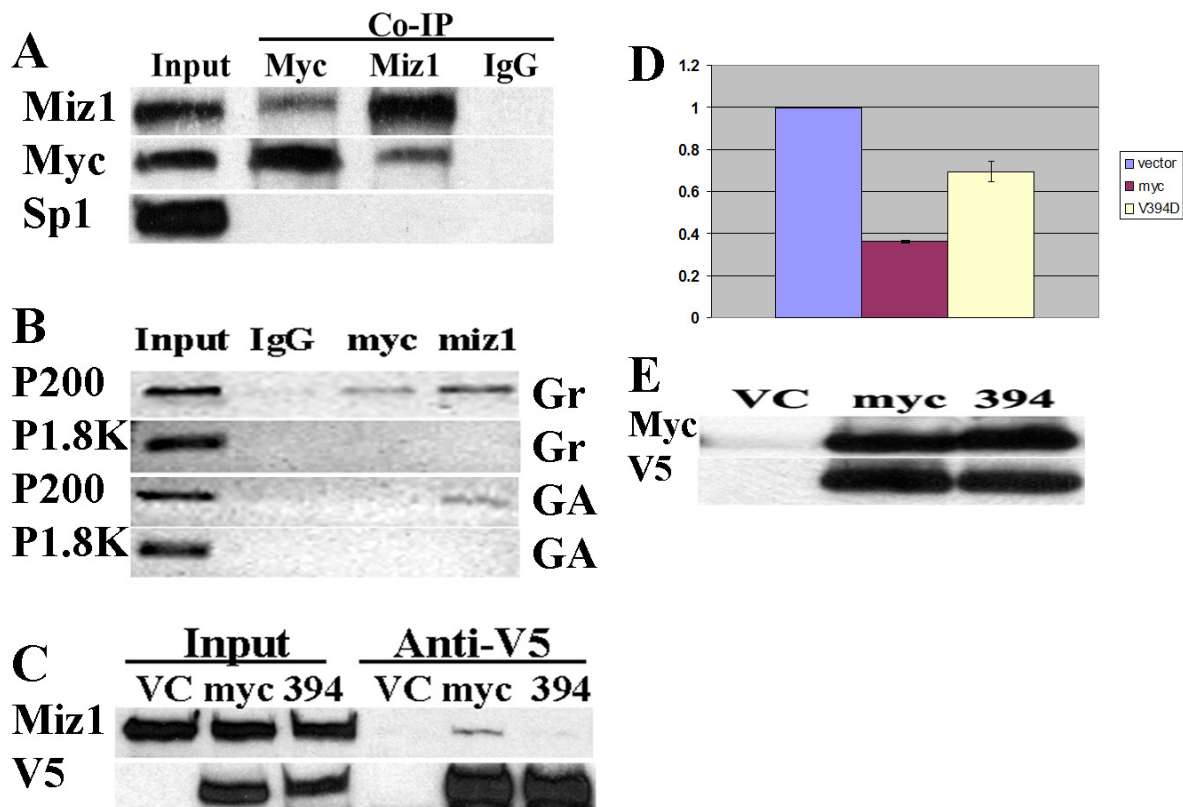 A
Co-IP
Input Myc Miz1 IgG
Miz1
Myc
Sp1
B
Input IgG myc miz1
P200 Gr
P1.8K Gr
P200 GA
P1.8K GA
C
Input Anti-V5
VC myc 394 VC myc 394
Miz1
V5
D
1.2
1
0.8
0.6
0.4
0.2
0
vector
myc
V394D
E
VC myc 394
Myc
V5